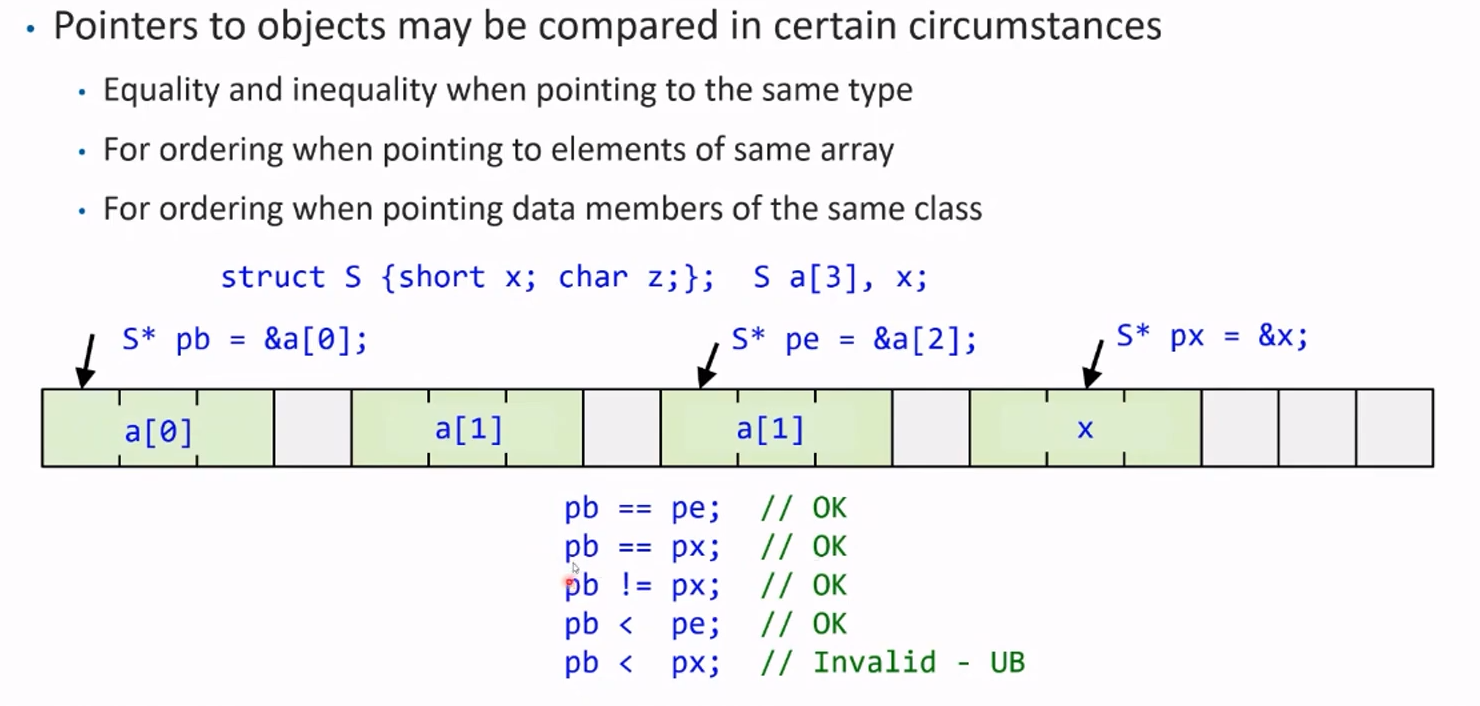 • Pointers to objects may be compared in certain circumstances
• Equality and inequality when pointing to the same type
• For ordering when pointing to elements of same array
• For ordering when pointing data members of the same class
struct S {short x; char z;}; S a[3], x;
S* pb = &a[0]; S* pe = &a[2]; S* px = &x;
a[0] a[1] a[1] x
pb == pe; // OK
pb == px; // OK
pb != px; // OK
pb < pe; // OK
pb < px; // Invalid - UB